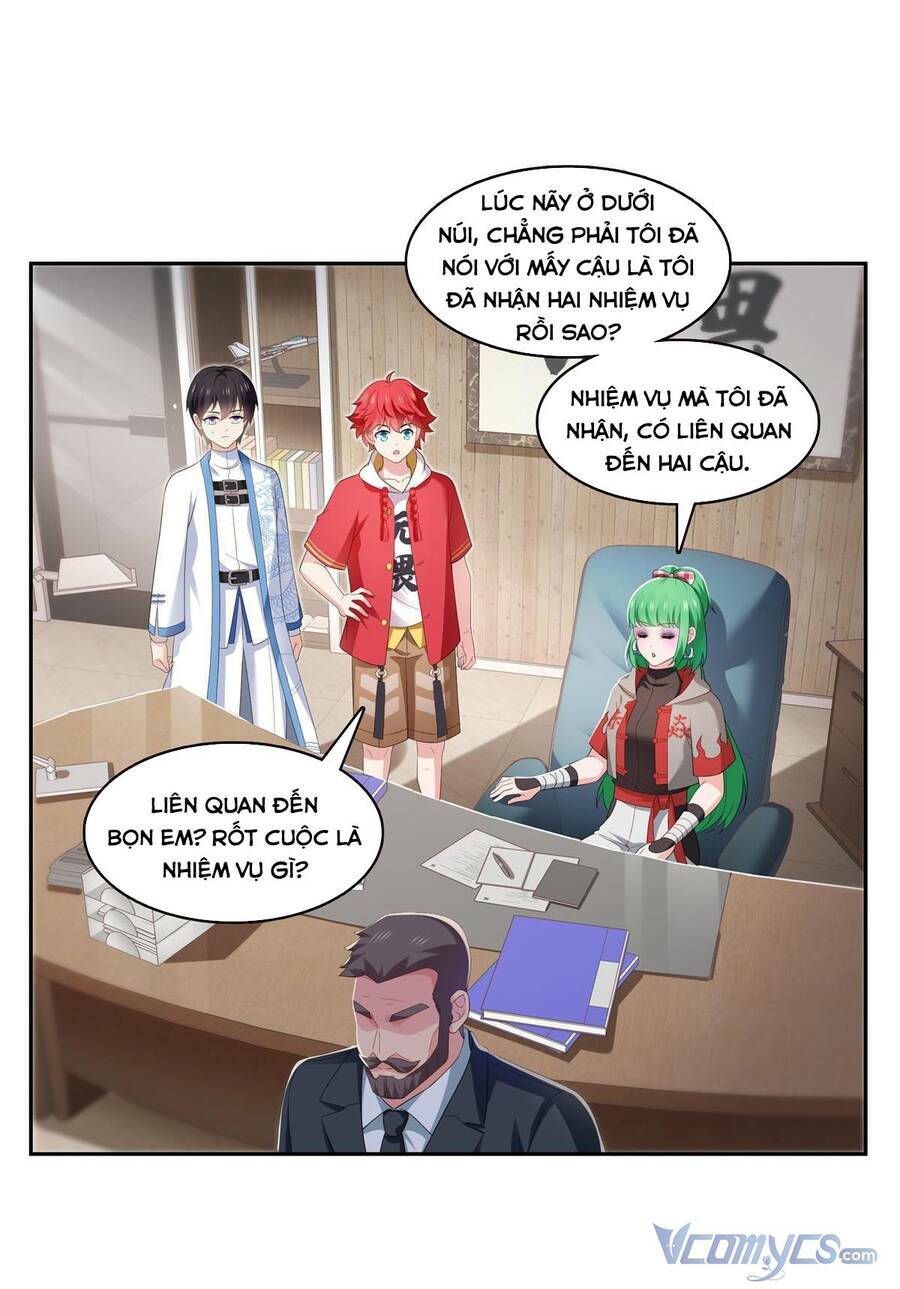 LÚC NÃY Ở DƯỚI
NÚI, CHẲNG PHẢI TÔI ĐÃ
NÓI VỚI MẤY CẬU LÀ TÔI
ĐÃ NHẬN HAI NHIỆM VỤ
RỒI SAO?
NHIỆM VỤ MÀ TÔI ĐÃ
NHẬN, CÓ LIÊN QUAN
ĐẾN HAI CẬU.
LIÊN QUAN ĐẾN
BỌN EM? RỐT CUỘC LÀ
NHIỆM VỤ GÌ?
VCOMYCS.com